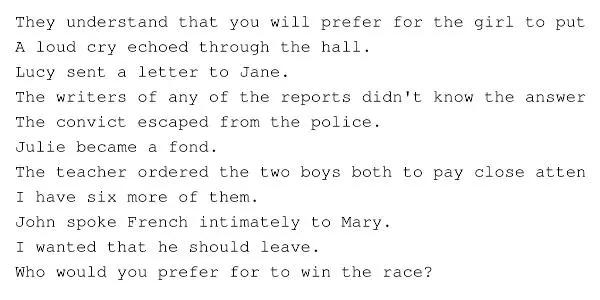 They understand that you will prefer for the girl to put
A loud cry echoed through the hall.
Lucy sent a letter to Jane.
The writers of any of the reports didn't know the answer
The convict escaped from the police.
Julie became a fond.
The teacher ordered the two boys both to pay close atten
I have six more of them.
John spoke French intimately to Mary.
I wanted that he should leave.
Who would you prefer for to win the race?